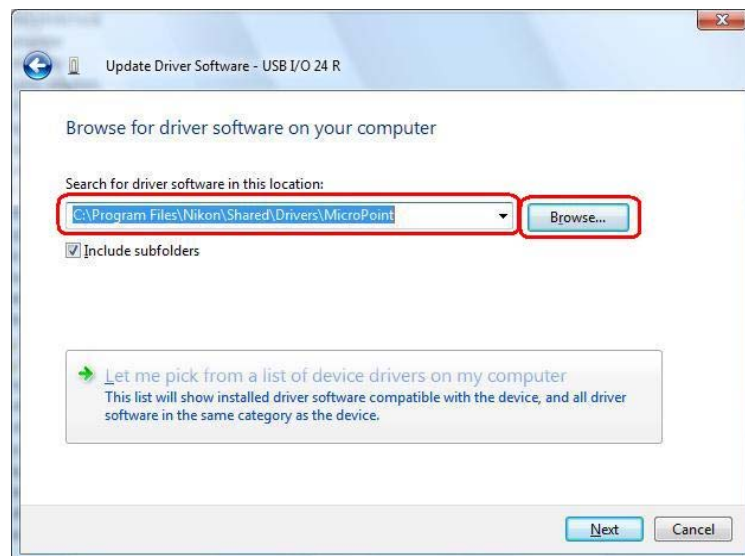 Update Driver Software - USB I/O 24 R
Browse for driver software on your computer
Search for driver software in this location:
C:\Program Files\Nikon\Shared\Drivers\MicroPoint
Browse...
Include subfolders
Let me pick from a list of device drivers on my computer
This list will show installed driver software compatible with the device, and all driver
software in the same category as the device.
Next
Cancel